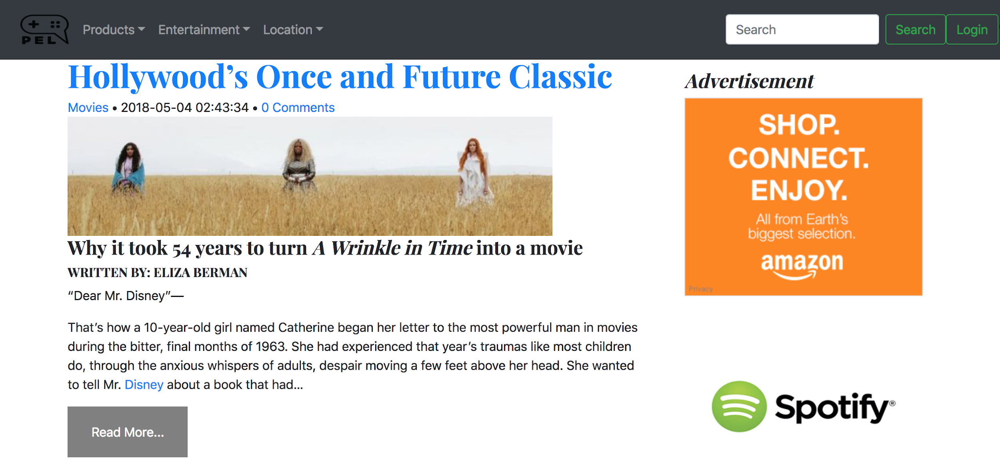 PEL
Products
Entertainment
Location
Search
Search
Login
Hollywood’s Once and Future Classic
Movies • 2018-05-04 02:43:34 • 0 Comments
Why it took 54 years to turn A Wrinkle in Time into a movie
WRITTEN BY: ELIZA BERMAN
“Dear Mr. Disney”—
That’s how a 10-year-old girl named Catherine began her letter to the most powerful man in movies
during the bitter, final months of 1963. She had experienced that year’s traumas like most children
do, through the anxious whispers of adults, despair moving a few feet above her head. She wanted
to tell Mr. Disney about a book that had...
Read More...
Advertisement
SHOP.
CONNECT.
ENJOY.
All from Earth’s
biggest selection.
amazon
Privacy
Spotify®